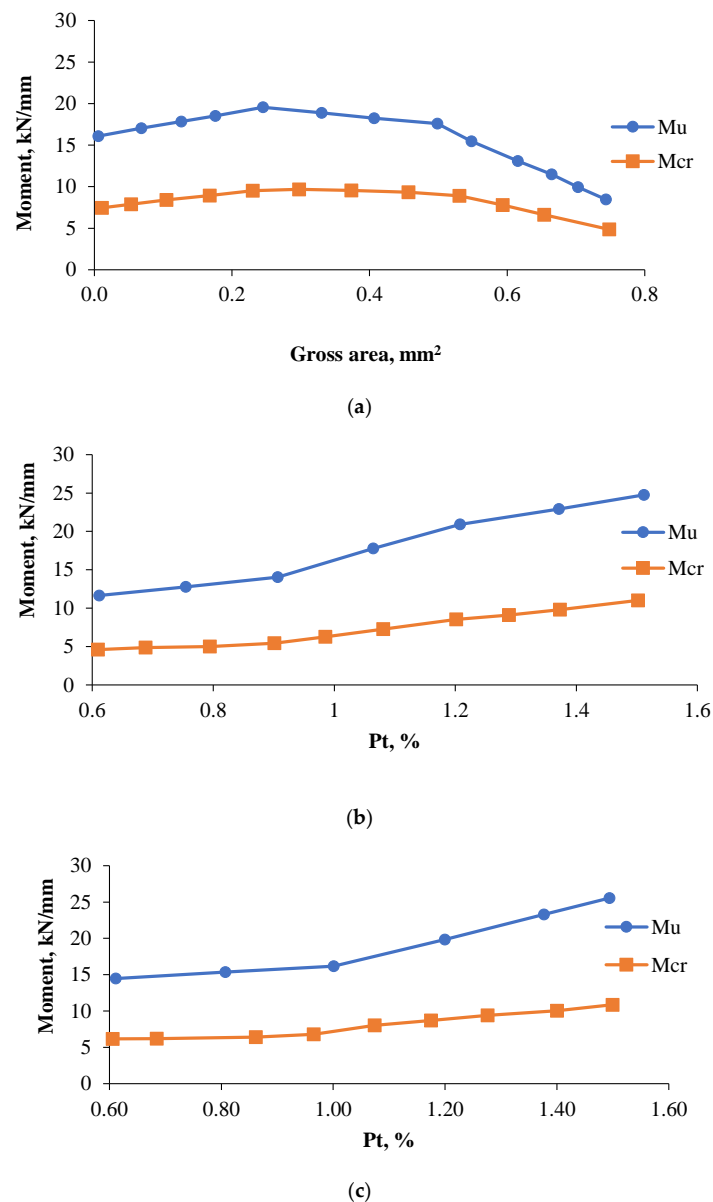 30
25
20
15
10
5
0
Moment, kN/mm
Mu
Mcr
0.0 0.2 0.4 0.6 0.8
Gross area, mm²
(a)
30
25
20
15
10
5
0
Moment, kN/mm
Mu
Mcr
0.6 0.8 1 1.2 1.4 1.6
Pt, %
(b)
30
25
20
15
10
5
0
Moment, kN/mm
Mu
Mcr
0.60 0.80 1.00 1.20 1.40 1.60
Pt, %
(c)